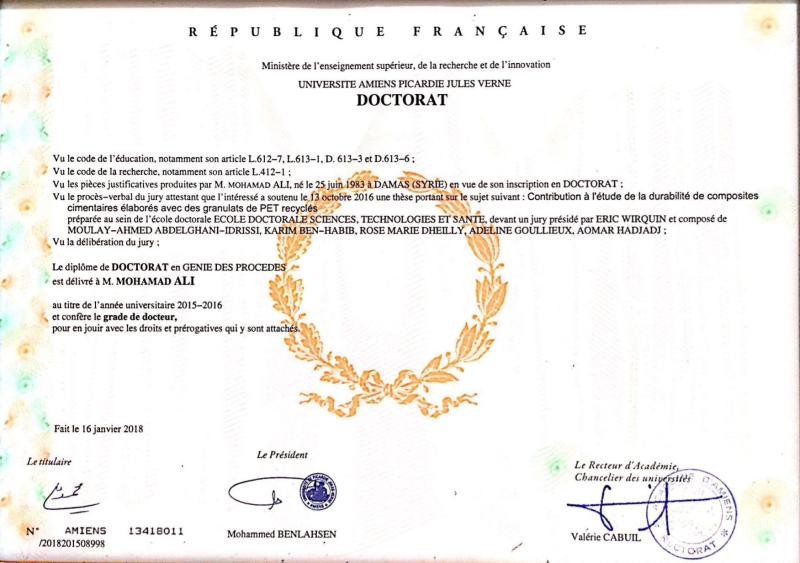 RÉPUBLIQUE FRANÇAISE
Ministère de l'enseignement supérieur, de la recherche et de l'innovation
UNIVERSITE AMIENS PICARDIE JULES VERNE
DOCTORAT
Vu le code de l'éducation, notamment son article L.612-7, L.613-1, D. 613-3 et D.613-6 ;
Vu le code de la recherche, notamment son article L.412-1 ;
Vu les pièces justificatives produites par M. MOHAMAD ALI, né le 25 juin 1983 à DAMAS (SYRIE) en vue de son inscription en DOCTORAT ;
Vu le procès-verbal du jury attestant que l'intéressé a soutenu le 13 octobre 2016 une thèse portant sur le sujet suivant : Contribution à l'étude de la durabilité de composites
cimentaires élaborés avec des granulats de PET recyclés
préparée au sein de l'école doctorale ECOLE DOCTORALE SCIENCES, TECHNOLOGIES ET SANTE, devant un jury présidé par ERIC WIRQUIN et composé de
MOULAY-AHMED ABDELGHANI-IDRISSI, KARIM BEN-HABIB, ROSE MARIE DHEILLY, ADELINE GOULLIEUX, AOMAR HADJADJ ;
Vu la délibération du jury ;
Le diplôme de DOCTORAT en GENIE DES PROCEDES
est délivré à M. MOHAMAD ALI
au titre de l'année universitaire 2015-2016
et confère le grade de docteur,
pour en jouir avec les droits et prérogatives qui y sont attachés.
Fait le 16 janvier 2018
Le titulaire
Le Président
Le Recteur d'Académie,
Chancelier des universités
N° AMIENS 13418011
/2018201508998
Mohammed BENLAHSEN
Valérie CABUIL
D'AMIENS
RECTORAT